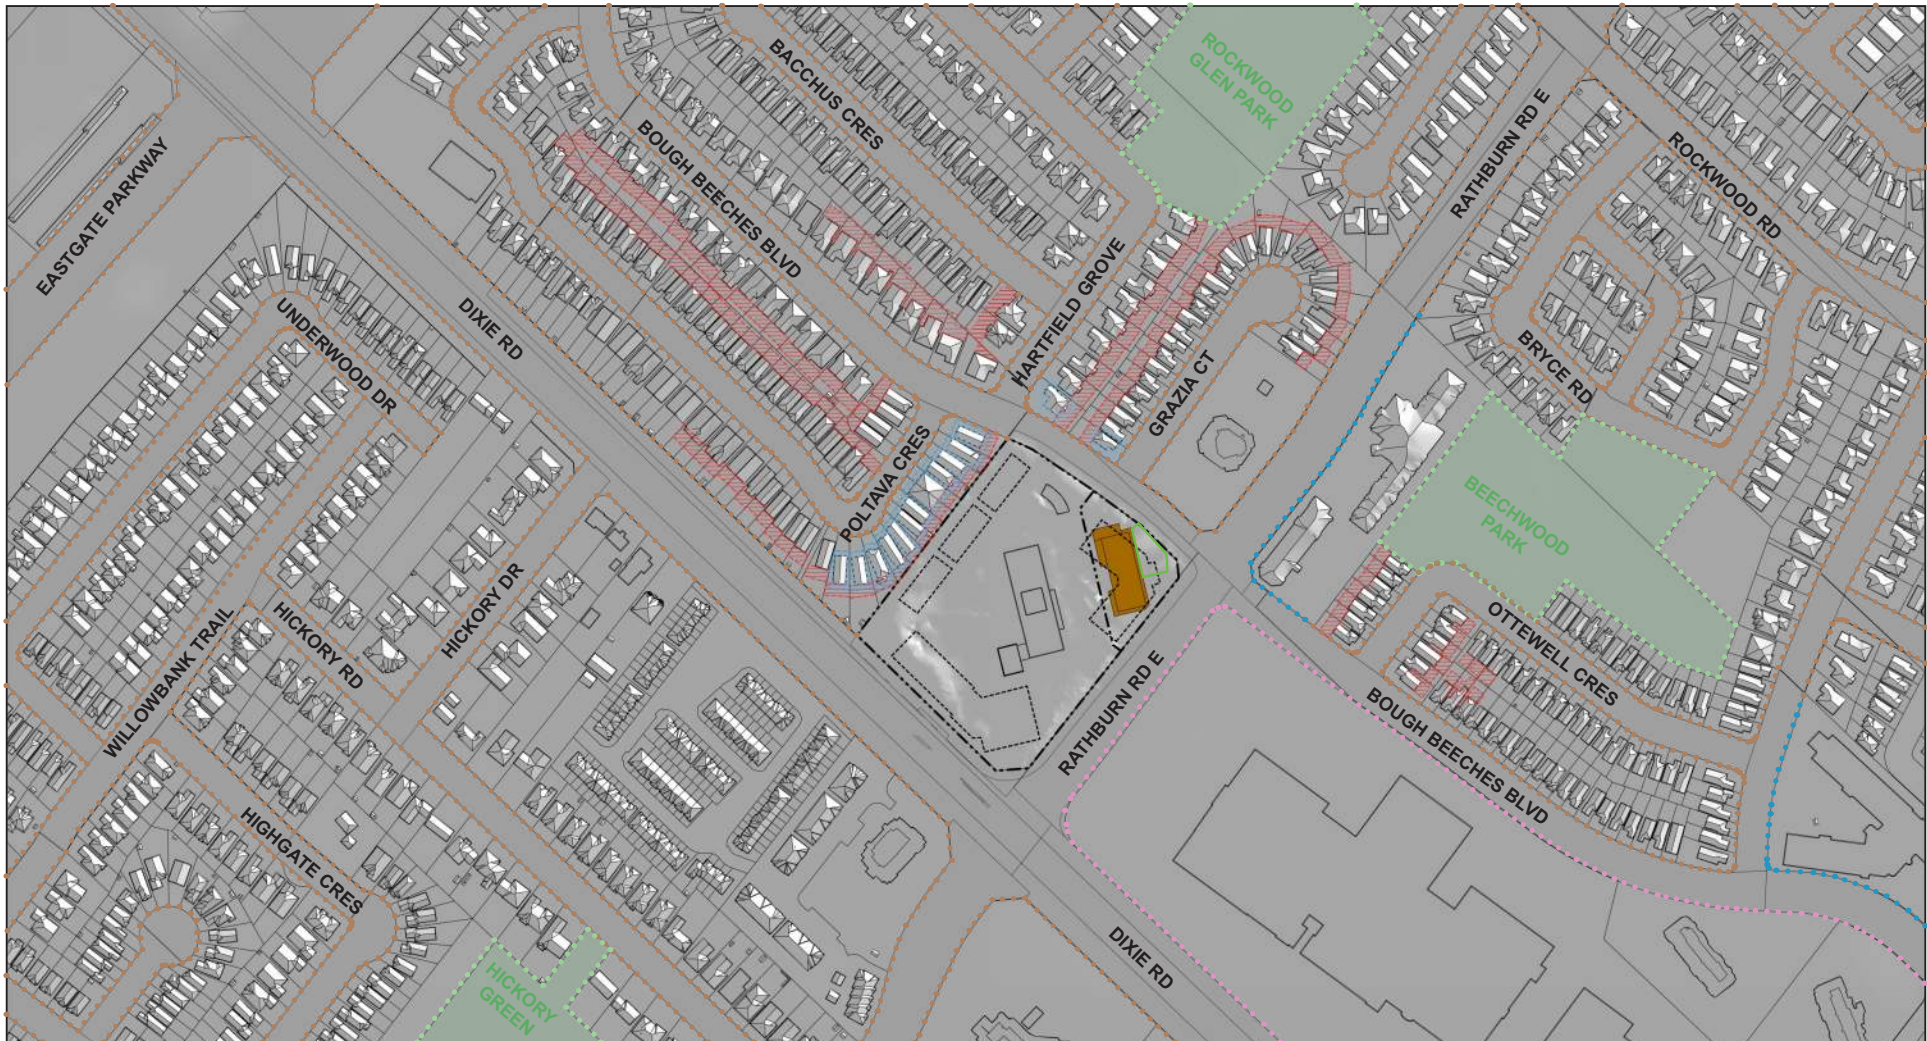 BACCHUS CRES
ROCKWOOD
GLEN PARK
BOUGH BEECHES BLVD
RATHBURN RD E
ROCKWOOD RD
EASTGATE PARKWAY
UNDERWOOD DR
DIXIE RD
HARTFIELD GROVE
GRAZIA CT
BRYCE RD
POLTAVA CRES
BEECHWOOD
PARK
HICKORY DR
HICKORY RD
WILLOWBANK TRAIL
OTTEWELL CRES
RATHBURN RD E
BOUGH BEECHES BLVD
HIGHGATE CRES
DIXIE RD
HICKORY
GREEN